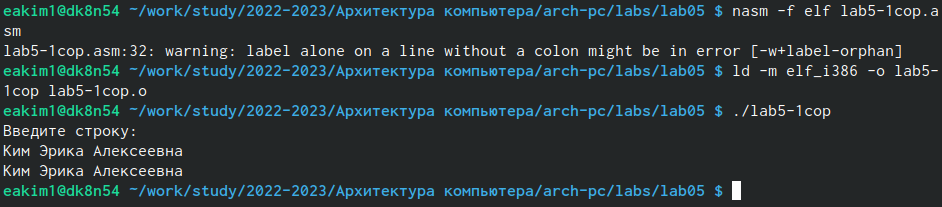 eakim1@dk8n54 ~/work/study/2022-2023/Архитектура компьютера/arch-pc/labs/lab05 $ nasm -f elf lab5-1cop.a
sm
lab5-1cop.asm:32: warning: label alone on a line without a colon might be in error [-w+label-orphan]
eakim1@dk8n54 ~/work/study/2022-2023/Архитектура компьютера/arch-pc/labs/lab05 $ ld -m elf_i386 -o lab5-
1cop lab5-1cop.o
eakim1@dk8n54 ~/work/study/2022-2023/Архитектура компьютера/arch-pc/labs/lab05 $ ./lab5-1cop
Введите строку:
Ким Эрика Алексеевна
Ким Эрика Алексеевна
eakim1@dk8n54 ~/work/study/2022-2023/Архитектура компьютера/arch-pc/labs/lab05 $